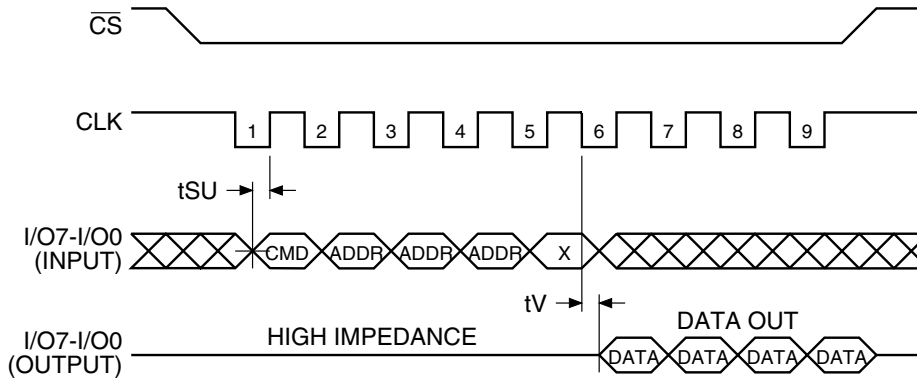 CS
CLK
1 2 3 4 5 6 7 8 9
tSU
I/O7-I/O0
(INPUT)
CMD ADDR ADDR ADDR X
tV
I/O7-I/O0
(OUTPUT)
HIGH IMPEDANCE
DATA OUT
DATA DATA DATA DATA